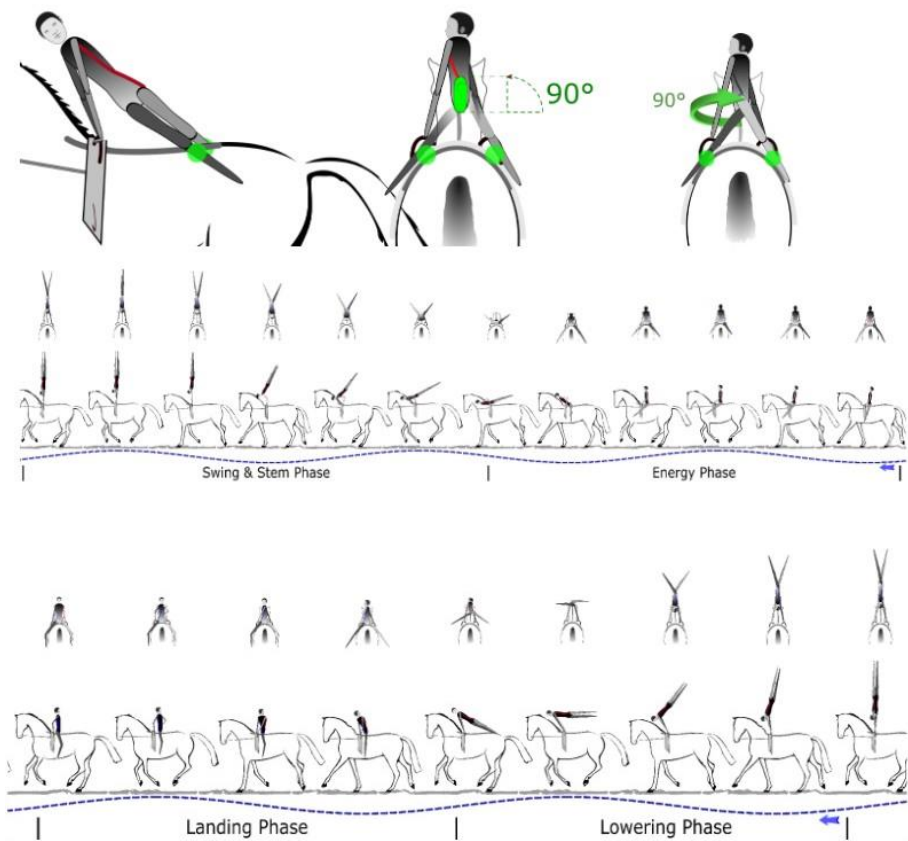 90°
90°
| Swing & Stem Phase | Energy Phase |
| Landing Phase | Lowering Phase |